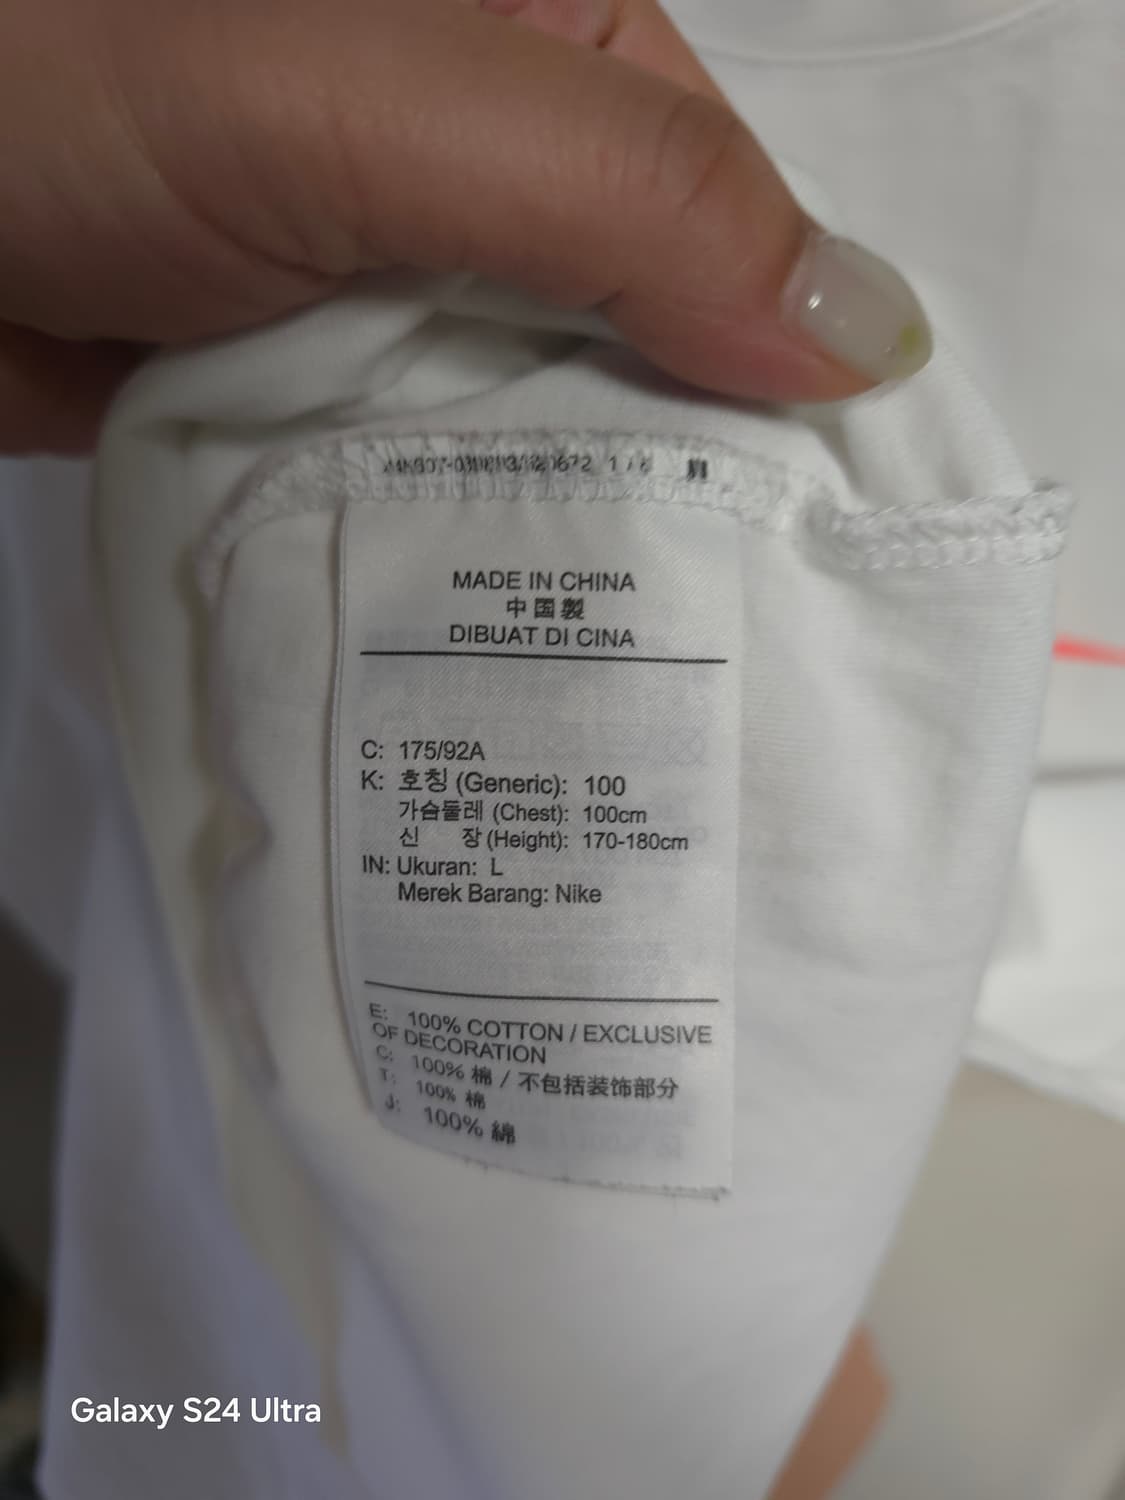 MADE IN CHINA
中国製
DIBUAT DI CINA
C: 175/92A
K: 호칭 (Generic): 100
가슴둘레 (Chest): 100cm
신 장 (Height): 170-180cm
IN: Ukuran: L
Merek Barang: Nike
E: 100% COTTON / EXCLUSIVE
OF DECORATION
C: 100% 棉 / 不包括装饰部分
T: 100% 棉
J: 100% 綿
Galaxy S24 Ultra